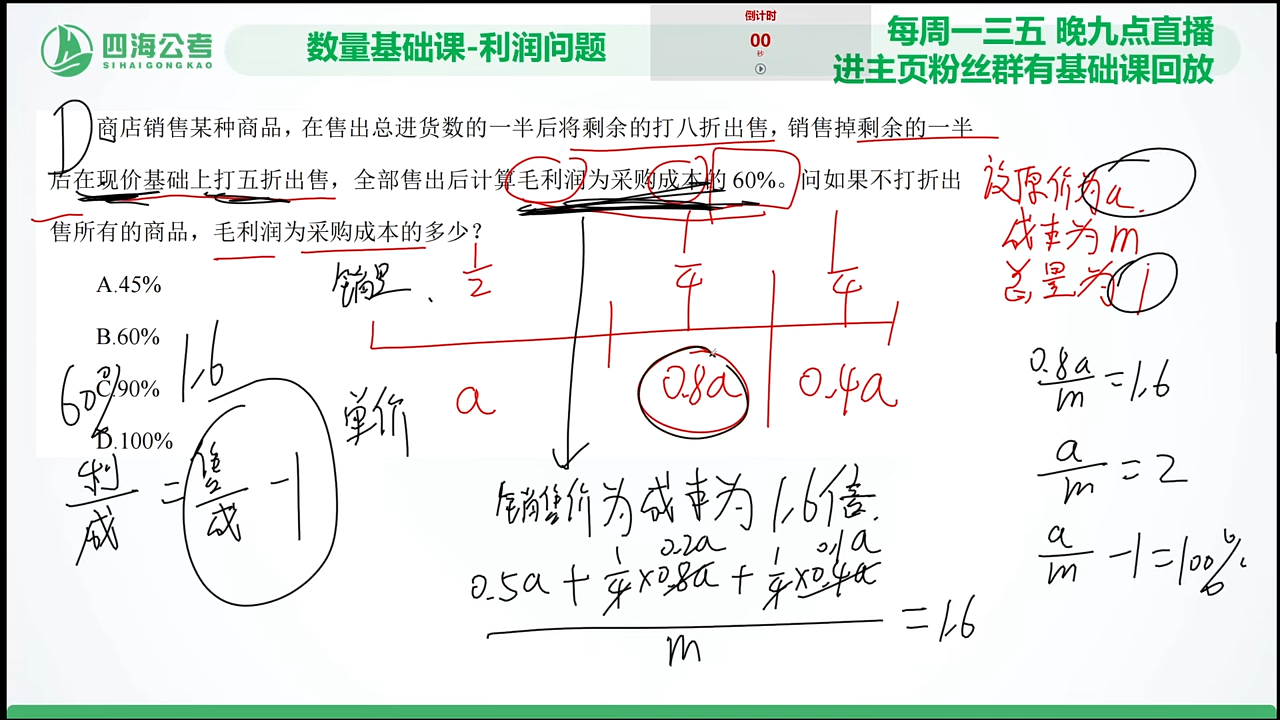 四海公考
SIHAIGONGKAO
数量基础课-利润问题
倒计时
00
秒
每周一三五 晚九点直播
进主页粉丝群有基础课回放
D
商店销售某种商品，在售出总进货数的一半后将剩余的打八折出售，销售掉剩余的一半
后在现价基础上打五折出售，全部售出后计算毛利润为采购成本的 60%。问如果不打折出
售所有的商品，毛利润为采购成本的多少？
A.45%
B.60%
C.90%
D.100%
设原价为a.
成本为m
总量为1
销量、 1/2 1/4 1/4
单价 a 0.8a 0.4a
60% 1.6
利/成 = 售/成 -1
销售价为成本为1.6倍.
0.2a 0.1a
0.5a + 1/4×0.8a + 1/4×0.4a
m
=1.6
0.8a/m =1.6
a/m =2
a/m -1=100%